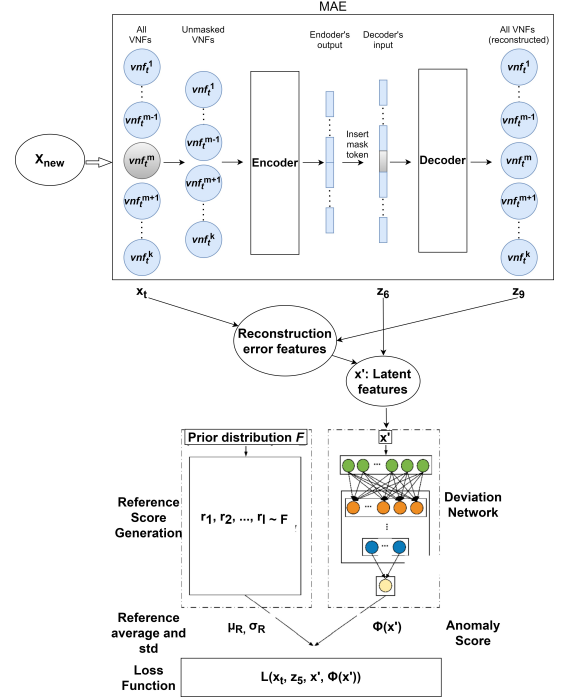 MAE
All
VNFs
Unmasked
VNFs
Endoder's
output
Decoder's
input
All VNFs
(reconstructed)
X_new
vnf_t^1
vnf_t^m-1
vnf_t^m
vnf_t^m+1
vnf_t^k
vnf_t^1
vnf_t^m-1
vnf_t^m+1
vnf_t^k
Encoder
Insert
mask
token
Decoder
vnf_t^1
vnf_t^m-1
vnf_t^m
vnf_t^m+1
vnf_t^k
x_t
z_6
z_9
Reconstruction
error features
x': Latent
features
Prior distribution F
x'
Reference
Score
Generation
r_1, r_2, ..., r_l ~ F
Deviation
Network
Reference
average and
std
μ_R, σ_R
Φ(x')
Anomaly
Score
Loss
Function
L(x_t, z_5, x', Φ(x'))